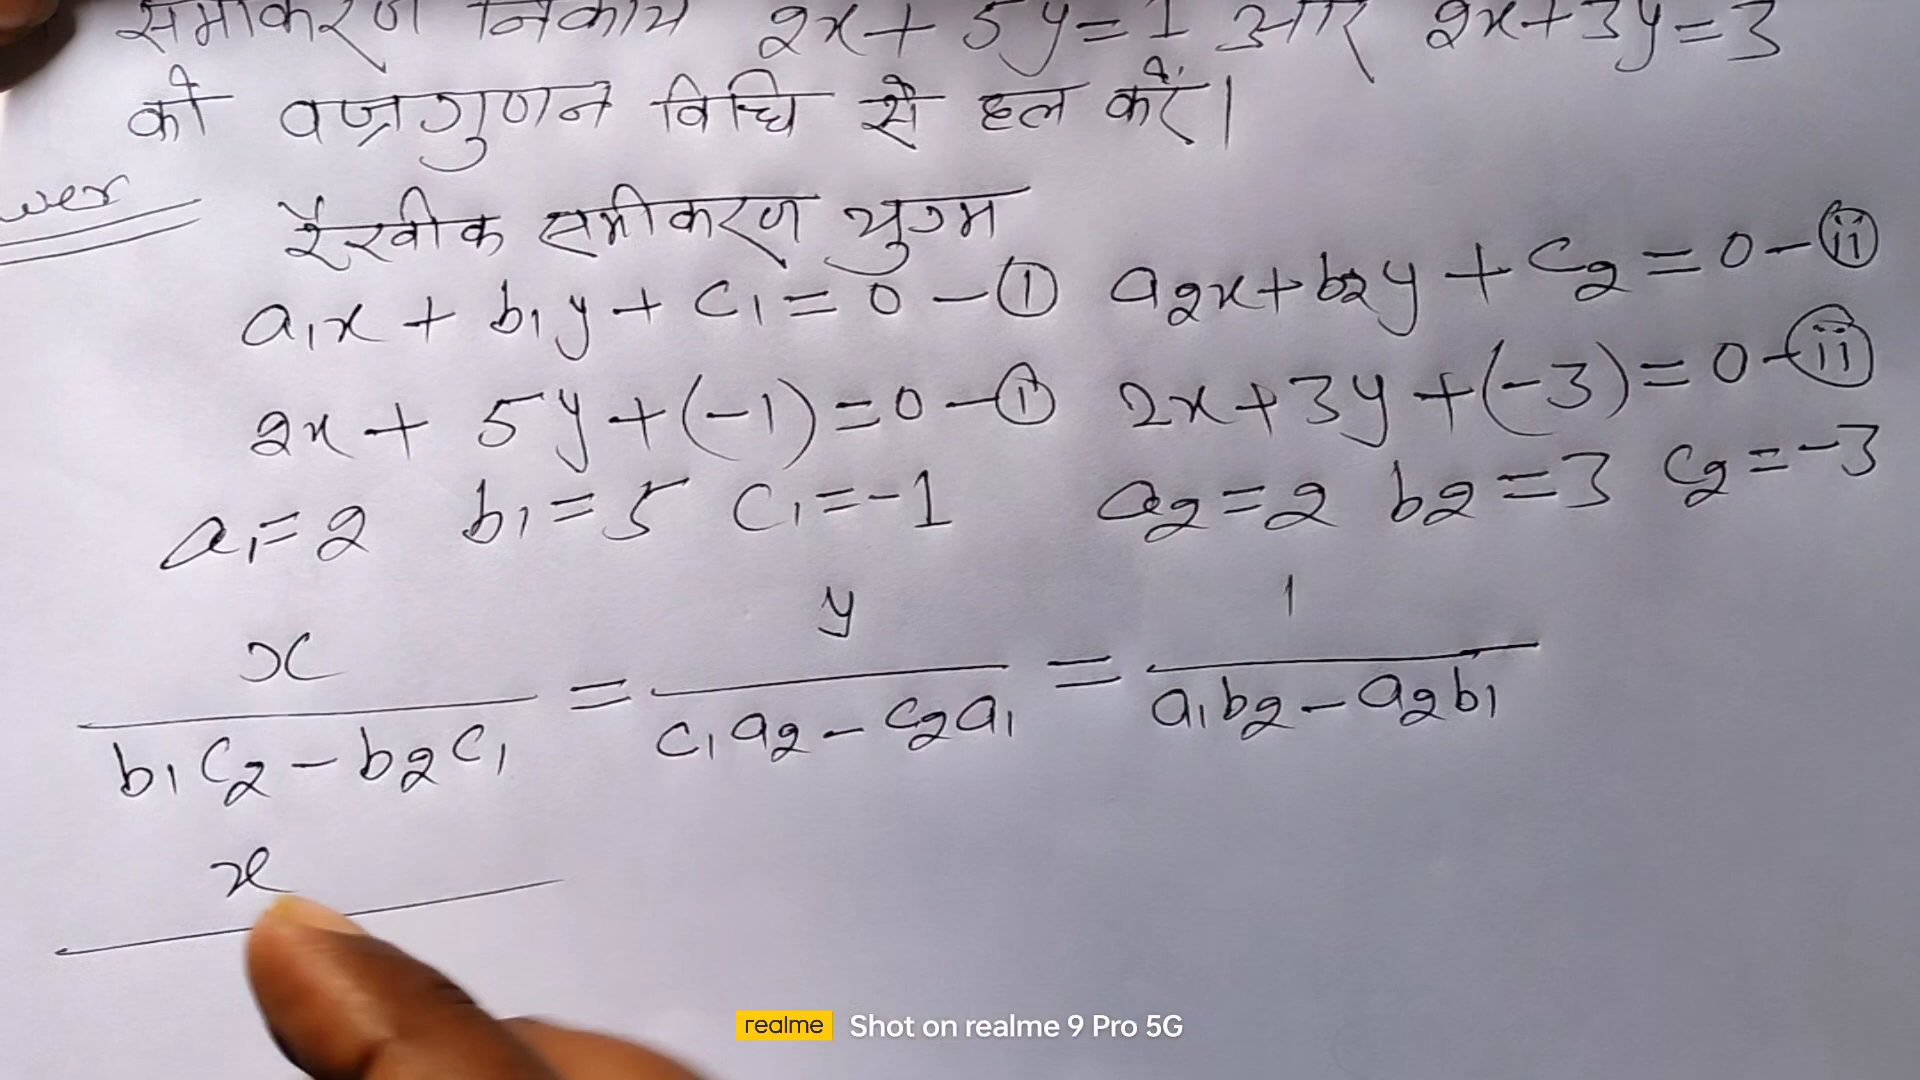 समीकरण निकाय 2x + 5y = 1 और 2x + 3y = 3
को वज्रगुणन विधि से हल करें।
wer
रैखीक समीकरण युग्म
a₁x + b₁y + c₁ = 0 – ① a₂x + b₂y + c₂ = 0 – ⓘⓘ
2x + 5y + (-1) = 0 – ① 2x + 3y + (-3) = 0 – ⓘⓘ
a₁ = 2 b₁ = 5 c₁ = -1 a₂ = 2 b₂ = 3 c₂ = -3
x y 1
= =
b₁c₂ – b₂c₁ c₁a₂ – c₂a₁ a₁b₂ – a₂b₁
x
realme Shot on realme 9 Pro 5G